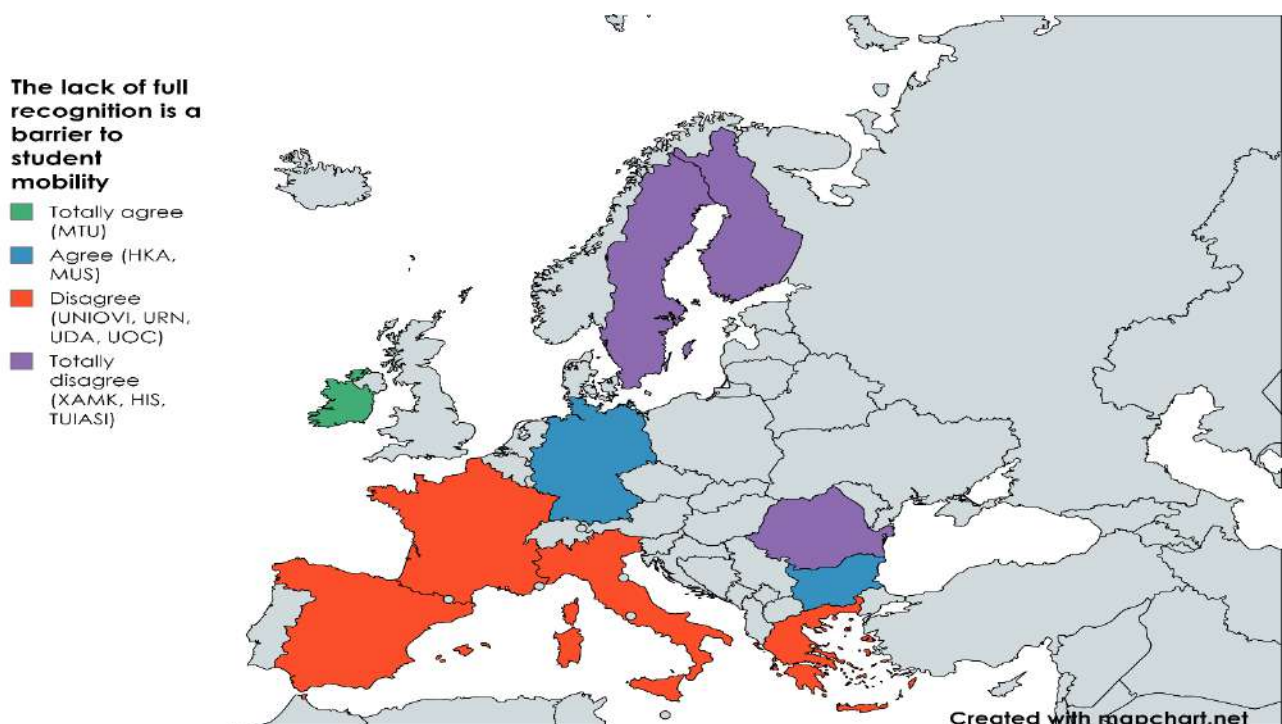 The lack of full
recognition is a
barrier to
student
mobility
Totally agree
(MTU)
Agree (HKA,
MUS)
Disagree
(UNIOVI, URN,
UDA, UOC)
Totally
disagree
(XAMK, HIS,
TUIASI)
Created with mapchart.net